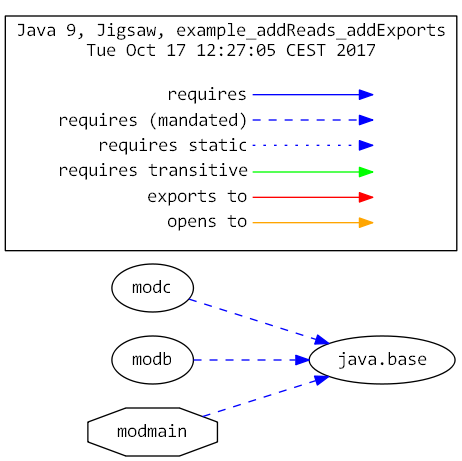 Java 9, Jigsaw, example_addReads_addExports
Tue Oct 17 12:27:05 CEST 2017
requires
requires (mandated)
requires static
requires transitive
exports to
opens to
modc
modb
java.base
modmain